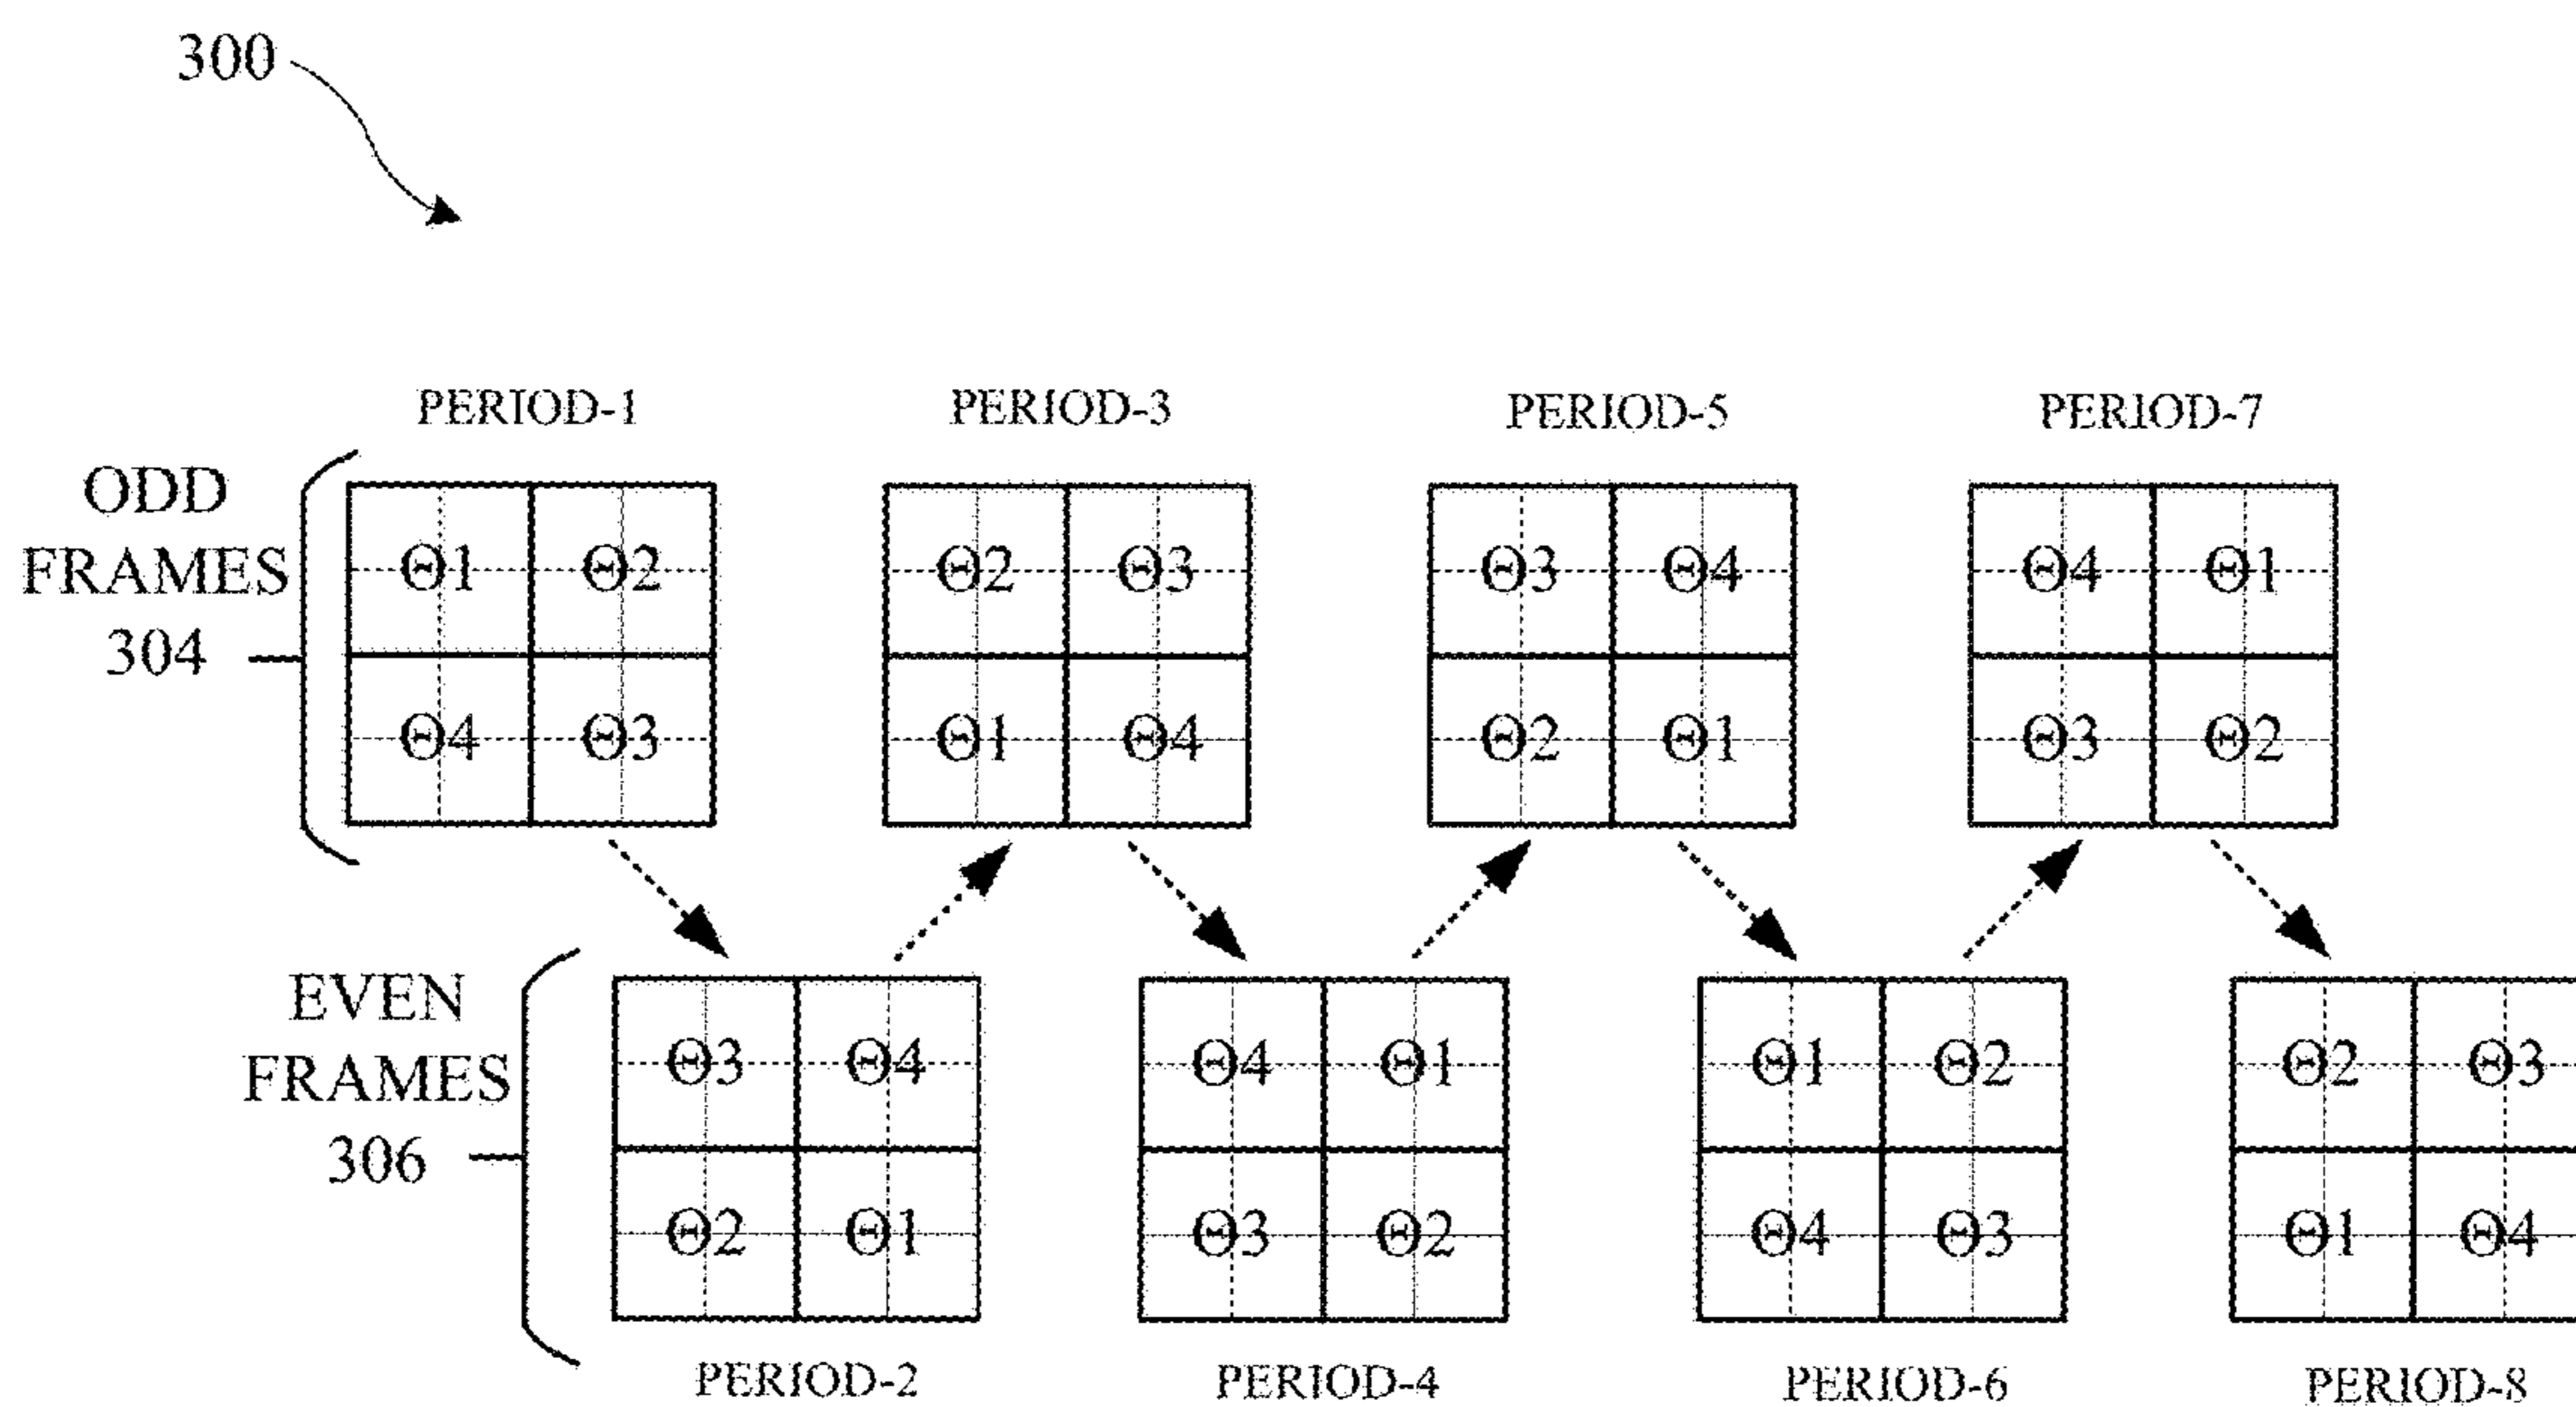 300
PERIOD-1 PERIOD-3 PERIOD-5 PERIOD-7
ODD
FRAMES
304
Θ1 Θ2 Θ2 Θ3 Θ3 Θ4 Θ4 Θ1
Θ4 Θ3 Θ1 Θ4 Θ2 Θ1 Θ3 Θ2
EVEN
FRAMES
306
Θ3 Θ4 Θ4 Θ1 Θ1 Θ2 Θ2 Θ3
Θ2 Θ1 Θ3 Θ2 Θ4 Θ3 Θ1 Θ4
PERIOD-2 PERIOD-4 PERIOD-6 PERIOD-8